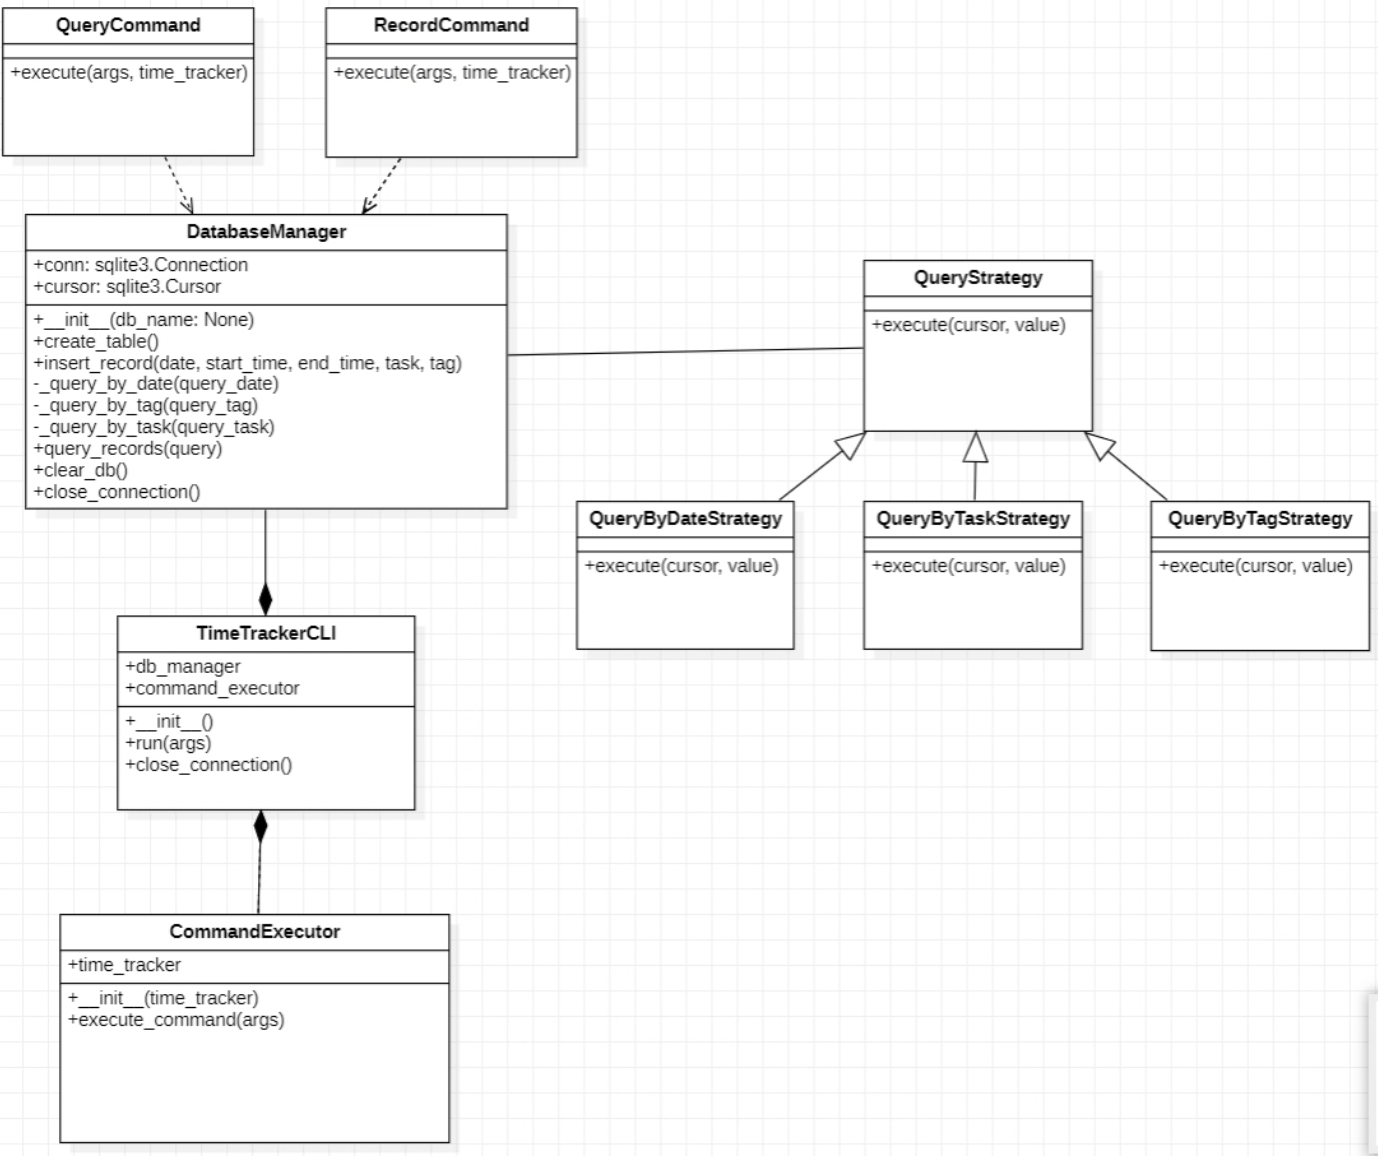 QueryCommand
+execute(args, time_tracker)
RecordCommand
+execute(args, time_tracker)
DatabaseManager
+conn: sqlite3.Connection
+cursor: sqlite3.Cursor
+__init__(db_name: None)
+create_table()
+insert_record(date, start_time, end_time, task, tag)
-_query_by_date(query_date)
-_query_by_tag(query_tag)
-_query_by_task(query_task)
+query_records(query)
+clear_db()
+close_connection()
QueryStrategy
+execute(cursor, value)
QueryByDateStrategy
+execute(cursor, value)
QueryByTaskStrategy
+execute(cursor, value)
QueryByTagStrategy
+execute(cursor, value)
TimeTrackerCLI
+db_manager
+command_executor
+__init__()
+run(args)
+close_connection()
CommandExecutor
+time_tracker
+__init__(time_tracker)
+execute_command(args)